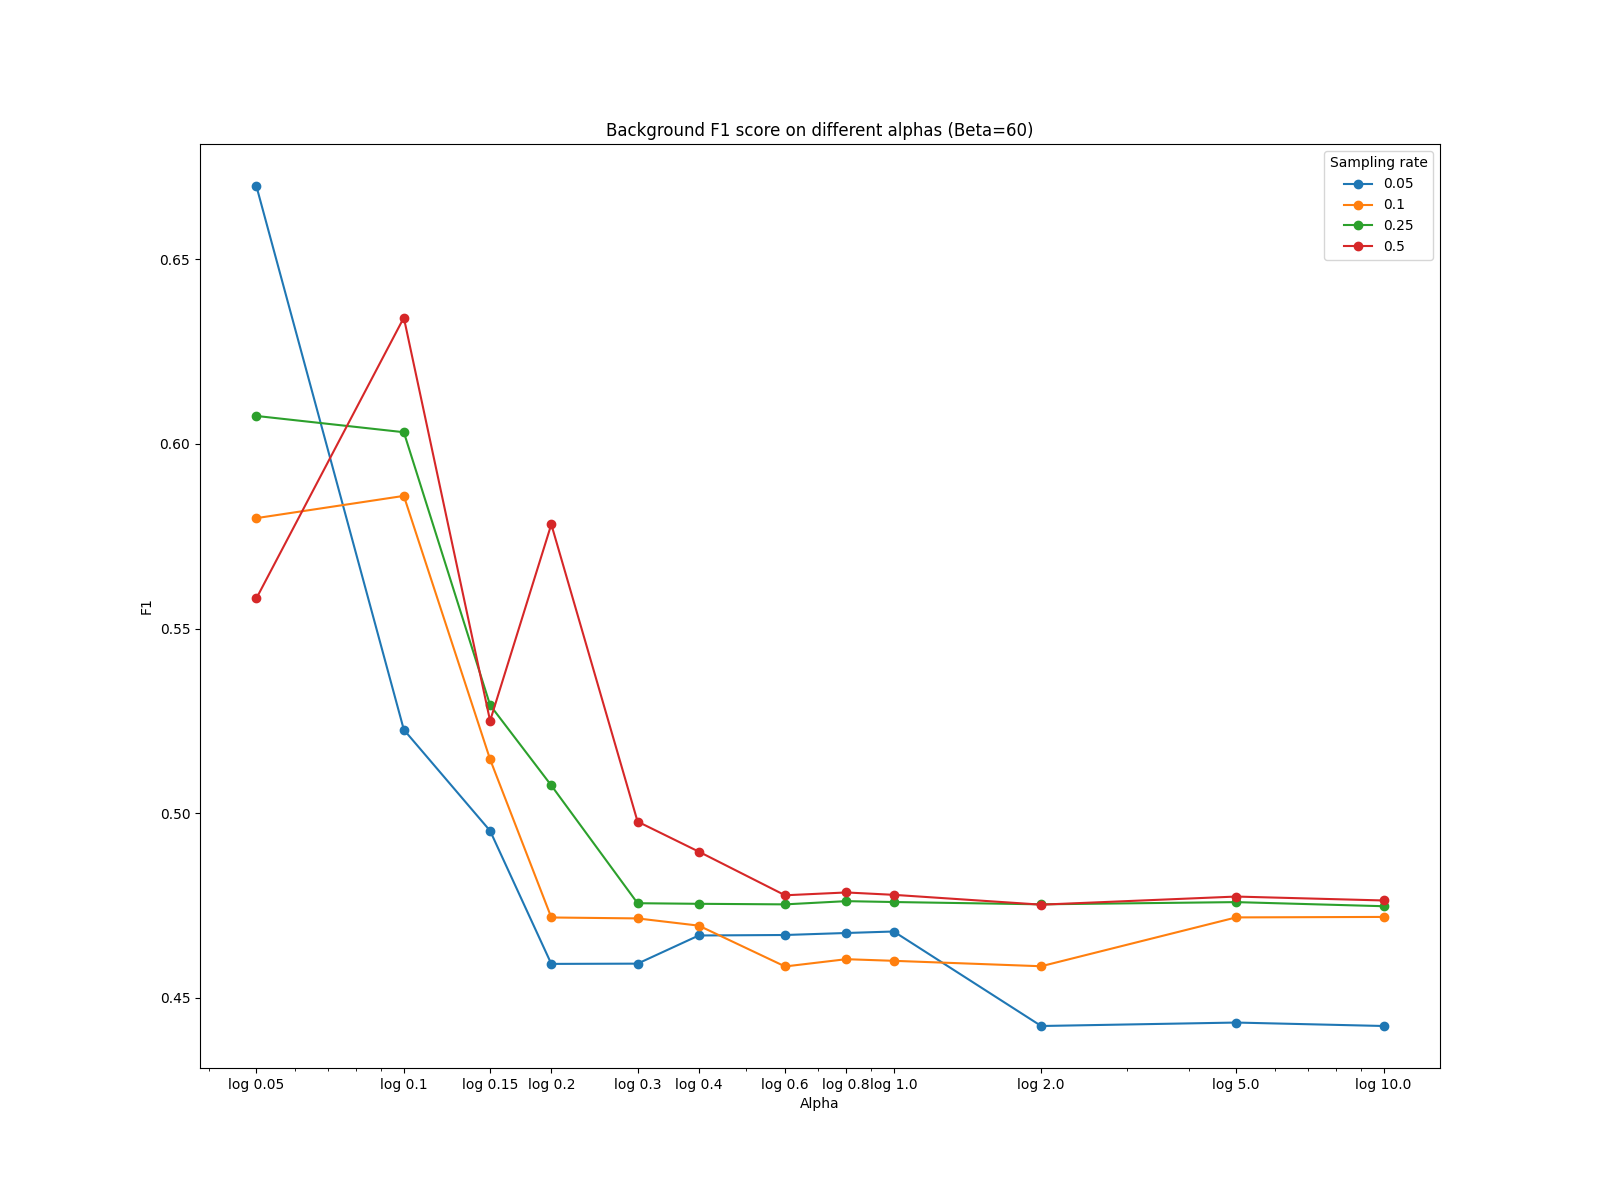 Background F1 score on different alphas (Beta=60)
Sampling rate
0.05
0.1
0.25
0.5
0.65
0.60
0.55
0.50
0.45
F1
log 0.05 log 0.1 log 0.15 log 0.2 log 0.3 log 0.4 log 0.6 log 0.8 log 1.0 log 2.0 log 5.0 log 10.0
Alpha